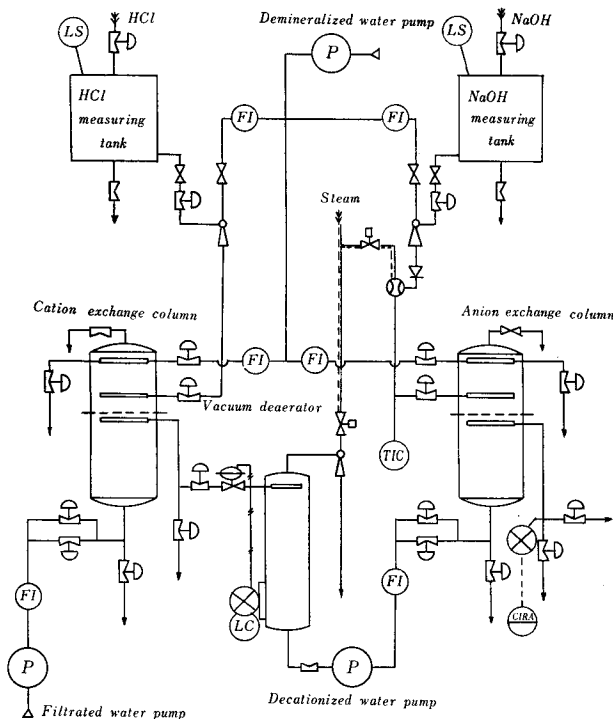 HCl
Demineralized water pump
NaOH
LS
P
LS
HCl
measuring
tank
NaOH
measuring
tank
FI
FI
Steam
Cation exchange column
Anion exchange column
FI
FI
Vacuum deaerator
TIC
FI
FI
LC
CIRA
P
P
Filtrated water pump
Decationized water pump